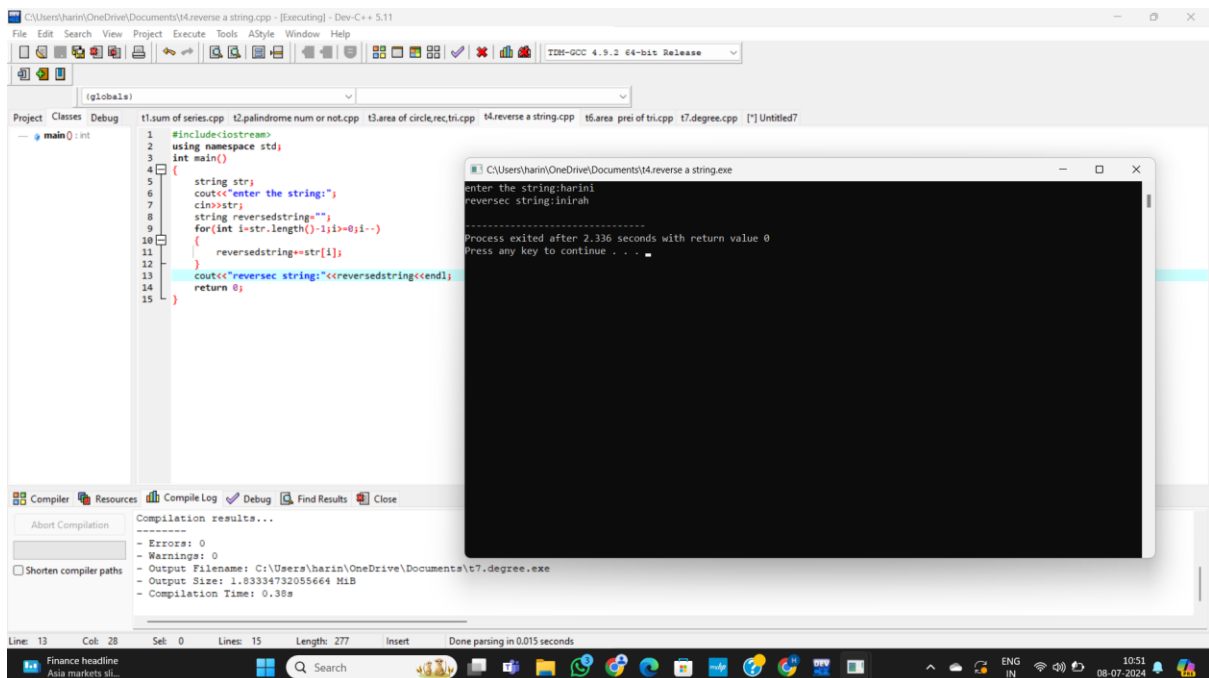 C:\Users\harin\OneDrive\Documents\t4.reverse a string.cpp - [Executing] - Dev-C++ 5.11
File Edit Search View Project Execute Tools AStyle Window Help
TDM-GCC 4.9.2 64-bit Release
(globals)
Project Classes Debug
t1.sum of series.cpp t2.palindrome num or not.cpp t3.area of circle,rec,tri.cpp t4.reverse a string.cpp t6.area prei of tri.cpp t7.degree.cpp [*] Untitled7
main () : int
1 #include<iostream>
2 using namespace std;
3 int main()
4 {
5 string str;
6 cout<<"enter the string:";
7 cin>>str;
8 string reversedstring="";
9 for(int i=str.length()-1;i>=0;i--)
10 {
11 reversedstring+=str[i];
12 }
13 cout<<"reversec string:"<<reversedstring<<endl;
14 return 0;
15 }
C:\Users\harin\OneDrive\Documents\t4.reverse a string.exe
enter the string:harini
reversec string:inirah
--------------------------------
Process exited after 2.336 seconds with return value 0
Press any key to continue . . .
Compiler Resources Compile Log Debug Find Results Close
Abort Compilation
Shorten compiler paths
Compilation results...
--------
- Errors: 0
- Warnings: 0
- Output Filename: C:\Users\harin\OneDrive\Documents\t7.degree.exe
- Output Size: 1.83334732055664 MiB
- Compilation Time: 0.38s
Line: 13 Col: 28 Sel: 0 Lines: 15 Length: 277 Insert Done parsing in 0.015 seconds
Finance headline
Asia markets sli...
Search
DEV
ENG
IN
10:51
08-07-2024